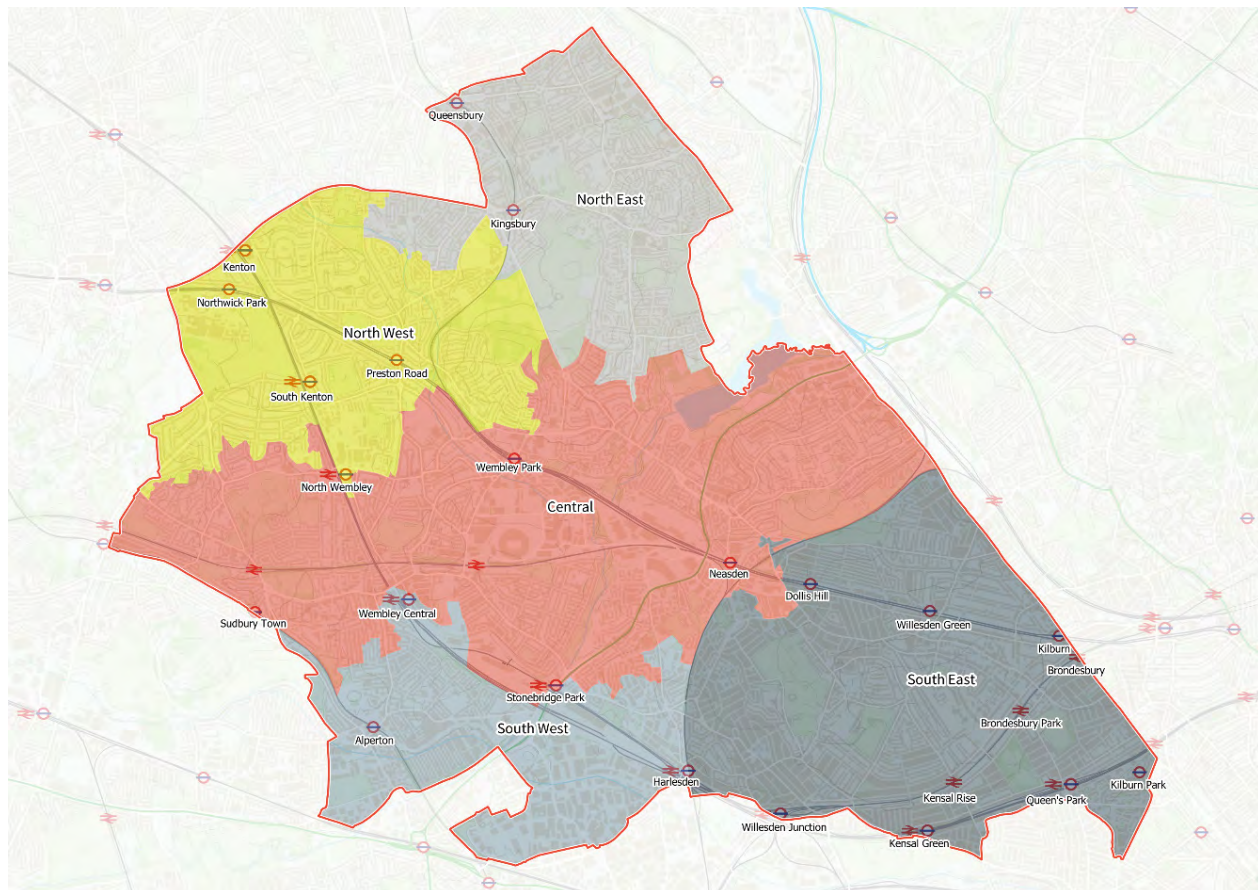 Queensbury
North East
Kingsbury
Kenton
Northwick Park
North West
Preston Road
South Kenton
Wembley Park
North Wembley
Central
Neasden
Dollis Hill
Wembley Central
Sudbury Town
Willesden Green
Kilburn
Brondesbury
South East
Stonebridge Park
Brondesbury Park
South West
Alperton
Harlesden
Kensal Rise
Queen's Park
Kilburn Park
Willesden Junction
Kensal Green